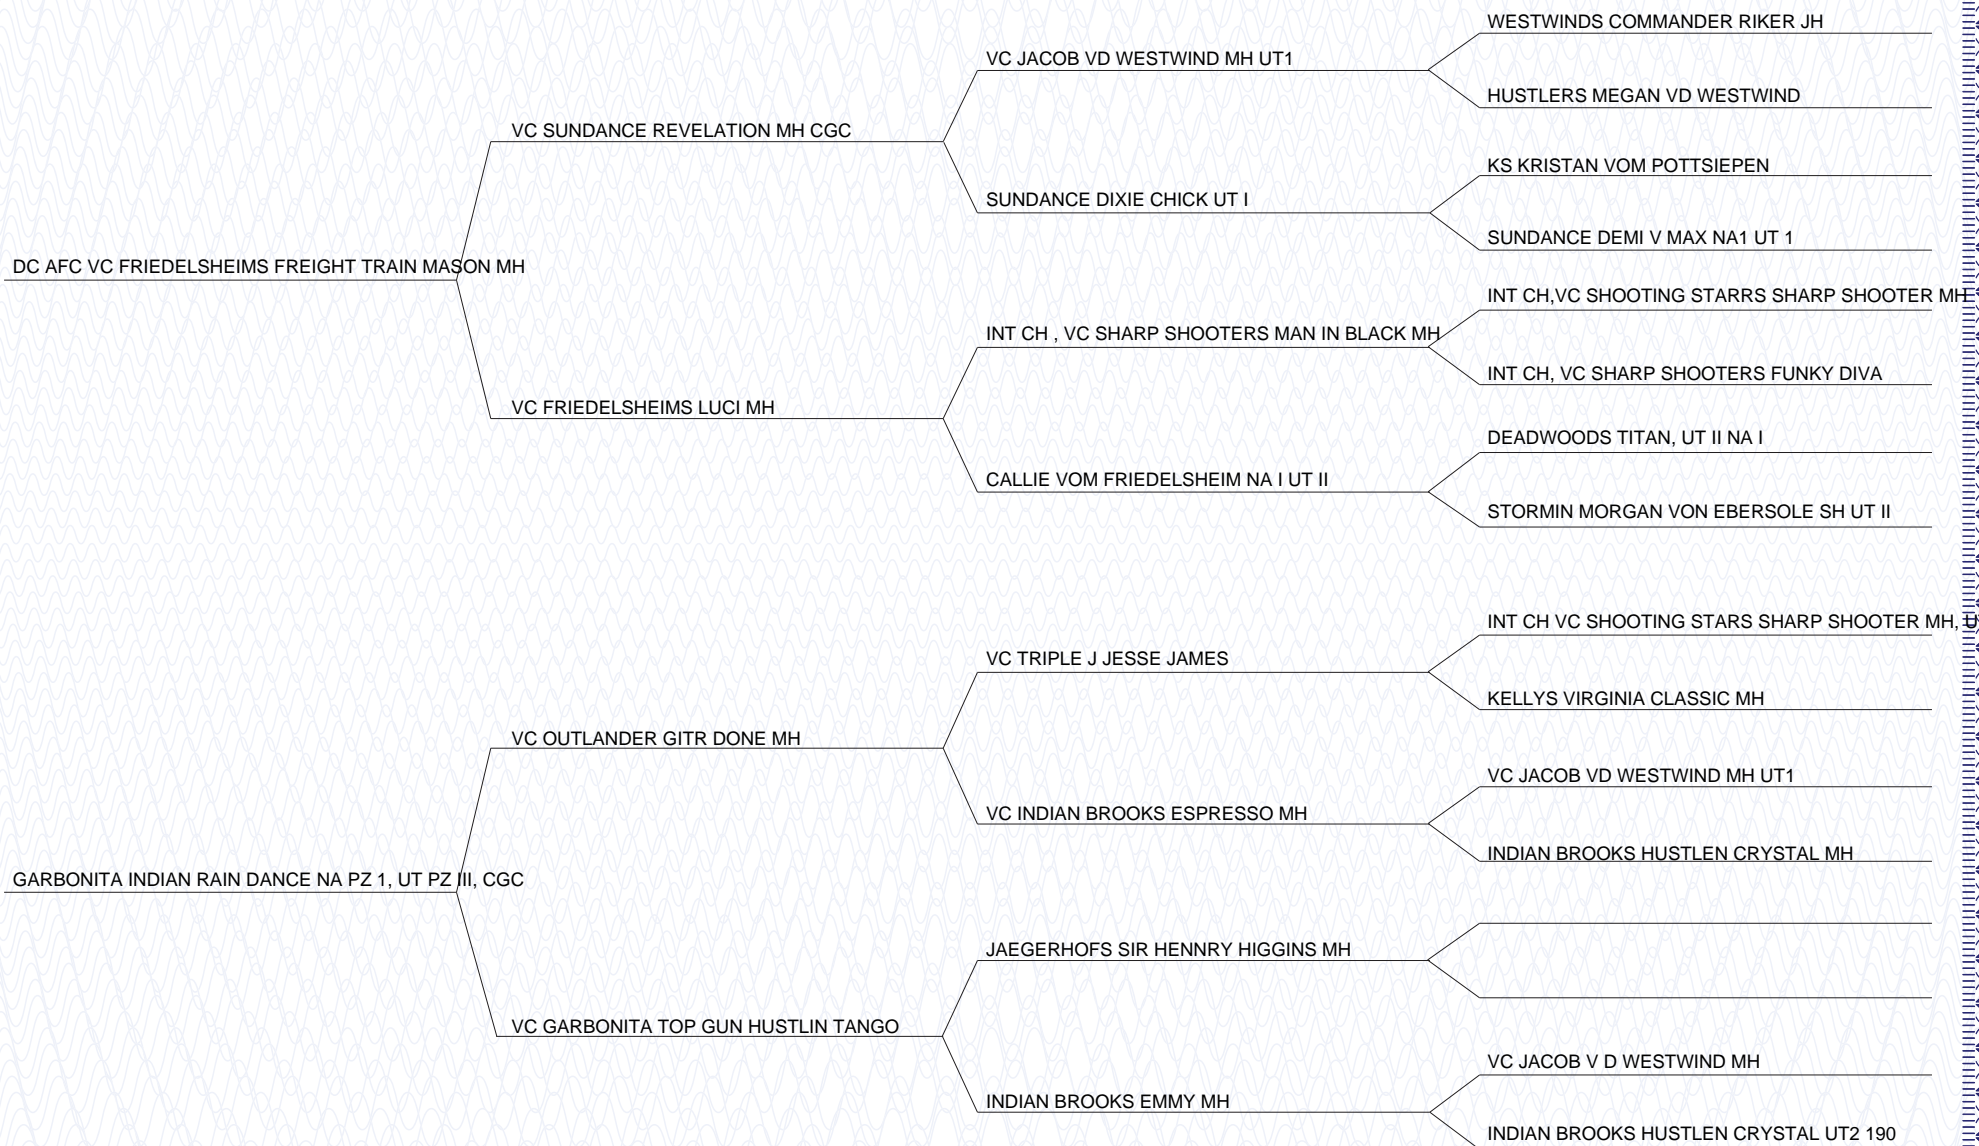 WESTWINDS COMMANDER RIKER JH
VC JACOB VD WESTWIND MH UT1
HUSTLERS MEGAN VD WESTWIND
VC SUNDANCE REVELATION MH CGC
KS KRISTAN VOM POTTSIEPEN
SUNDANCE DIXIE CHICK UT I
SUNDANCE DEMI V MAX NA1 UT 1
DC AFC VC FRIEDELSHEIMS FREIGHT TRAIN MASON MH
INT CH,VC SHOOTING STARRS SHARP SHOOTER MH
INT CH , VC SHARP SHOOTERS MAN IN BLACK MH
INT CH, VC SHARP SHOOTERS FUNKY DIVA
VC FRIEDELSHEIMS LUCI MH
DEADWOODS TITAN, UT II NA I
CALLIE VOM FRIEDELSHEIM NA I UT II
STORMIN MORGAN VON EBERSOLE SH UT II
INT CH VC SHOOTING STARS SHARP SHOOTER MH,
VC TRIPLE J JESSE JAMES
KELLYS VIRGINIA CLASSIC MH
VC OUTLANDER GITR DONE MH
VC JACOB VD WESTWIND MH UT1
VC INDIAN BROOKS ESPRESSO MH
INDIAN BROOKS HUSTLEN CRYSTAL MH
GARBONITA INDIAN RAIN DANCE NA PZ 1, UT PZ III, CGC
JAEGERHOFS SIR HENNRY HIGGINS MH
VC GARBONITA TOP GUN HUSTLIN TANGO
VC JACOB V D WESTWIND MH
INDIAN BROOKS EMMY MH
INDIAN BROOKS HUSTLEN CRYSTAL UT2 190